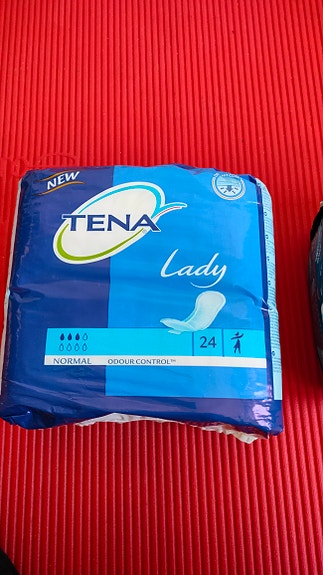 NEW
TENA
Lady
24
NORMAL ODOUR CONTROL™